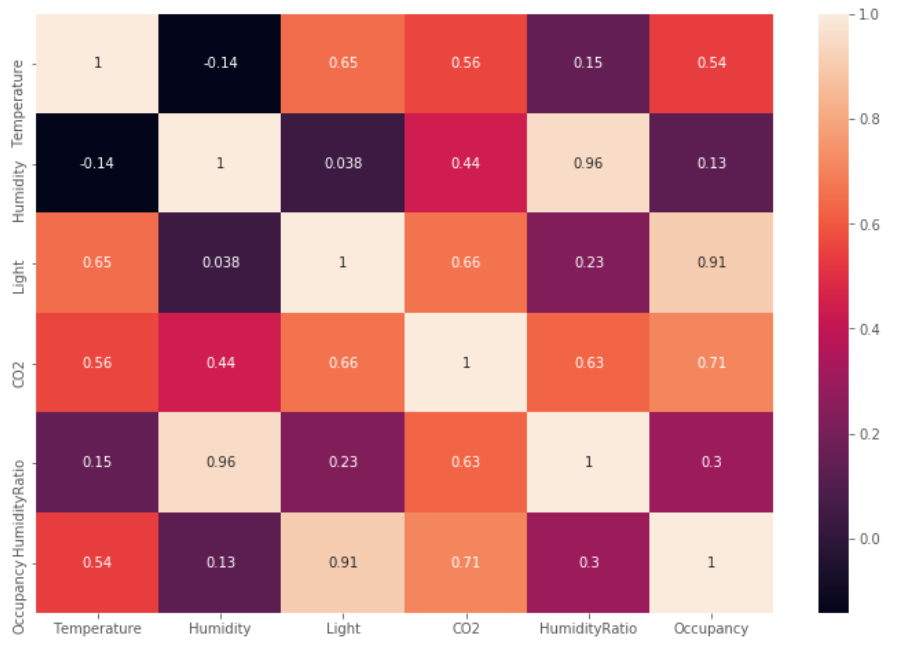 Temperature 1 -0.14 0.65 0.56 0.15 0.54
Humidity -0.14 1 0.038 0.44 0.96 0.13
Light 0.65 0.038 1 0.66 0.23 0.91
CO2 0.56 0.44 0.66 1 0.63 0.71
HumidityRatio 0.15 0.96 0.23 0.63 1 0.3
Occupancy 0.54 0.13 0.91 0.71 0.3 1
Temperature Humidity Light CO2 HumidityRatio Occupancy
1.0
0.8
0.6
0.4
0.2
0.0